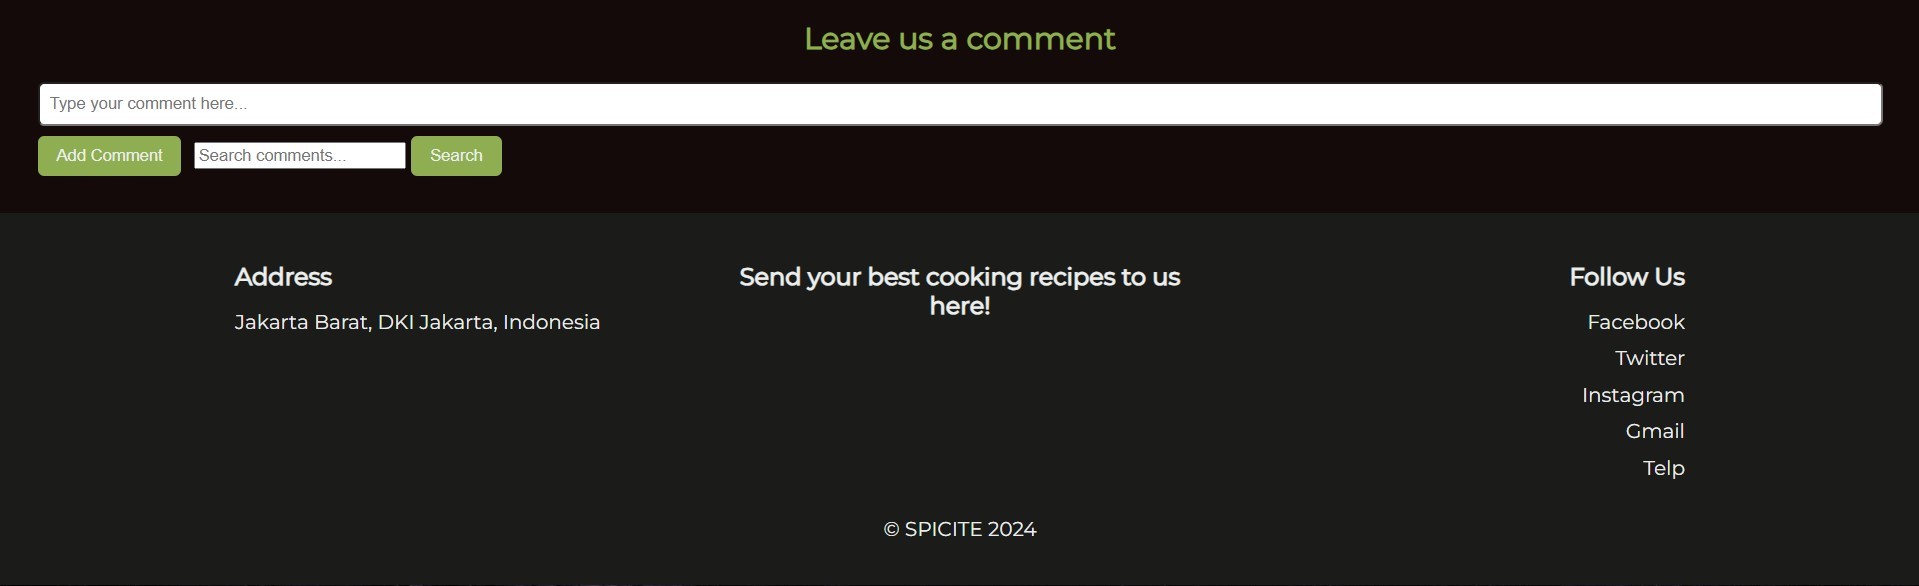 Leave us a comment
Type your comment here...
Add Comment Search comments... Search
Address
Jakarta Barat, DKI Jakarta, Indonesia
Send your best cooking recipes to us
here!
Follow Us
Facebook
Twitter
Instagram
Gmail
Telp
© SPICITE 2024